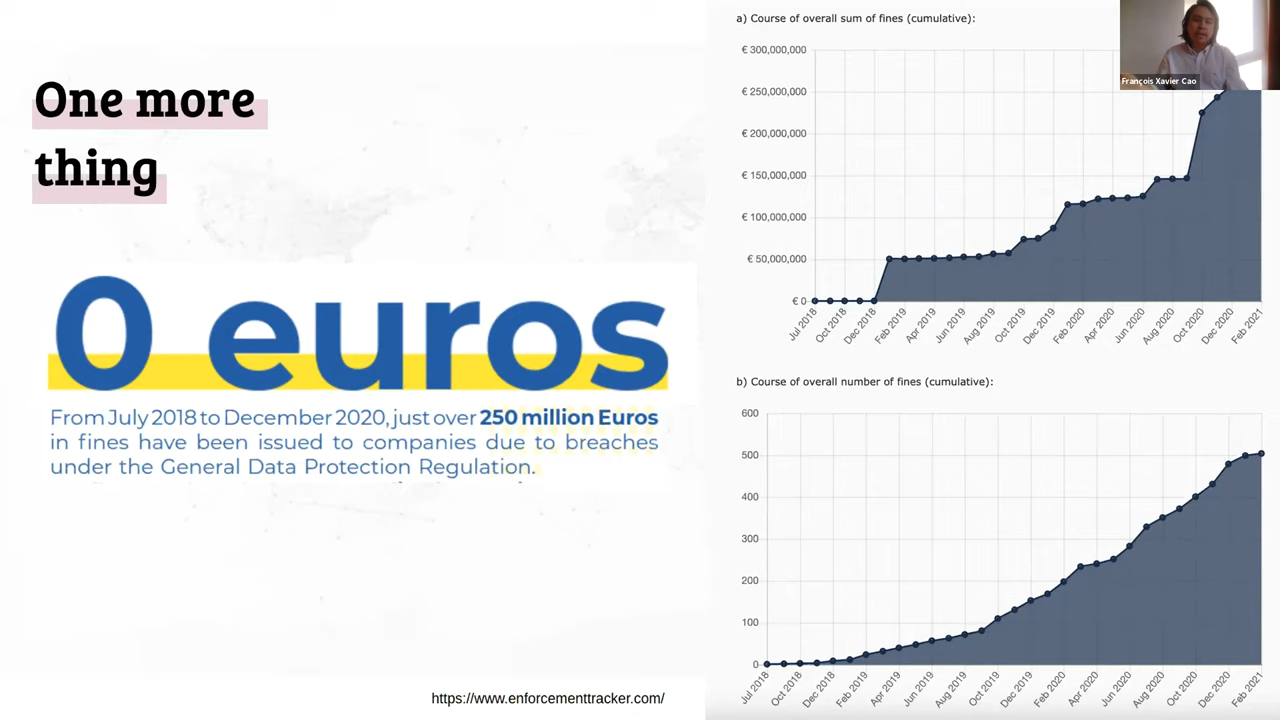 One more
thing
0 euros
From July 2018 to December 2020, just over 250 million Euros
in fines have been issued to companies due to breaches
under the General Data Protection Regulation.
https://www.enforcementtracker.com/
a) Course of overall sum of fines (cumulative):
€ 300,000,000
€ 250,000,000
€ 200,000,000
€ 150,000,000
€ 100,000,000
€ 50,000,000
€ 0
Jul 2018
Oct 2018
Dec 2018
Feb 2019
Apr 2019
Jun 2019
Aug 2019
Oct 2019
Dec 2019
Feb 2020
Apr 2020
Jun 2020
Aug 2020
Oct 2020
Dec 2020
Feb 2021
François Xavier Cao
b) Course of overall number of fines (cumulative):
600
500
400
300
200
100
0
Jul 2018
Oct 2018
Dec 2018
Feb 2019
Apr 2019
Jun 2019
Aug 2019
Oct 2019
Dec 2019
Feb 2020
Apr 2020
Jun 2020
Aug 2020
Oct 2020
Dec 2020
Feb 2021